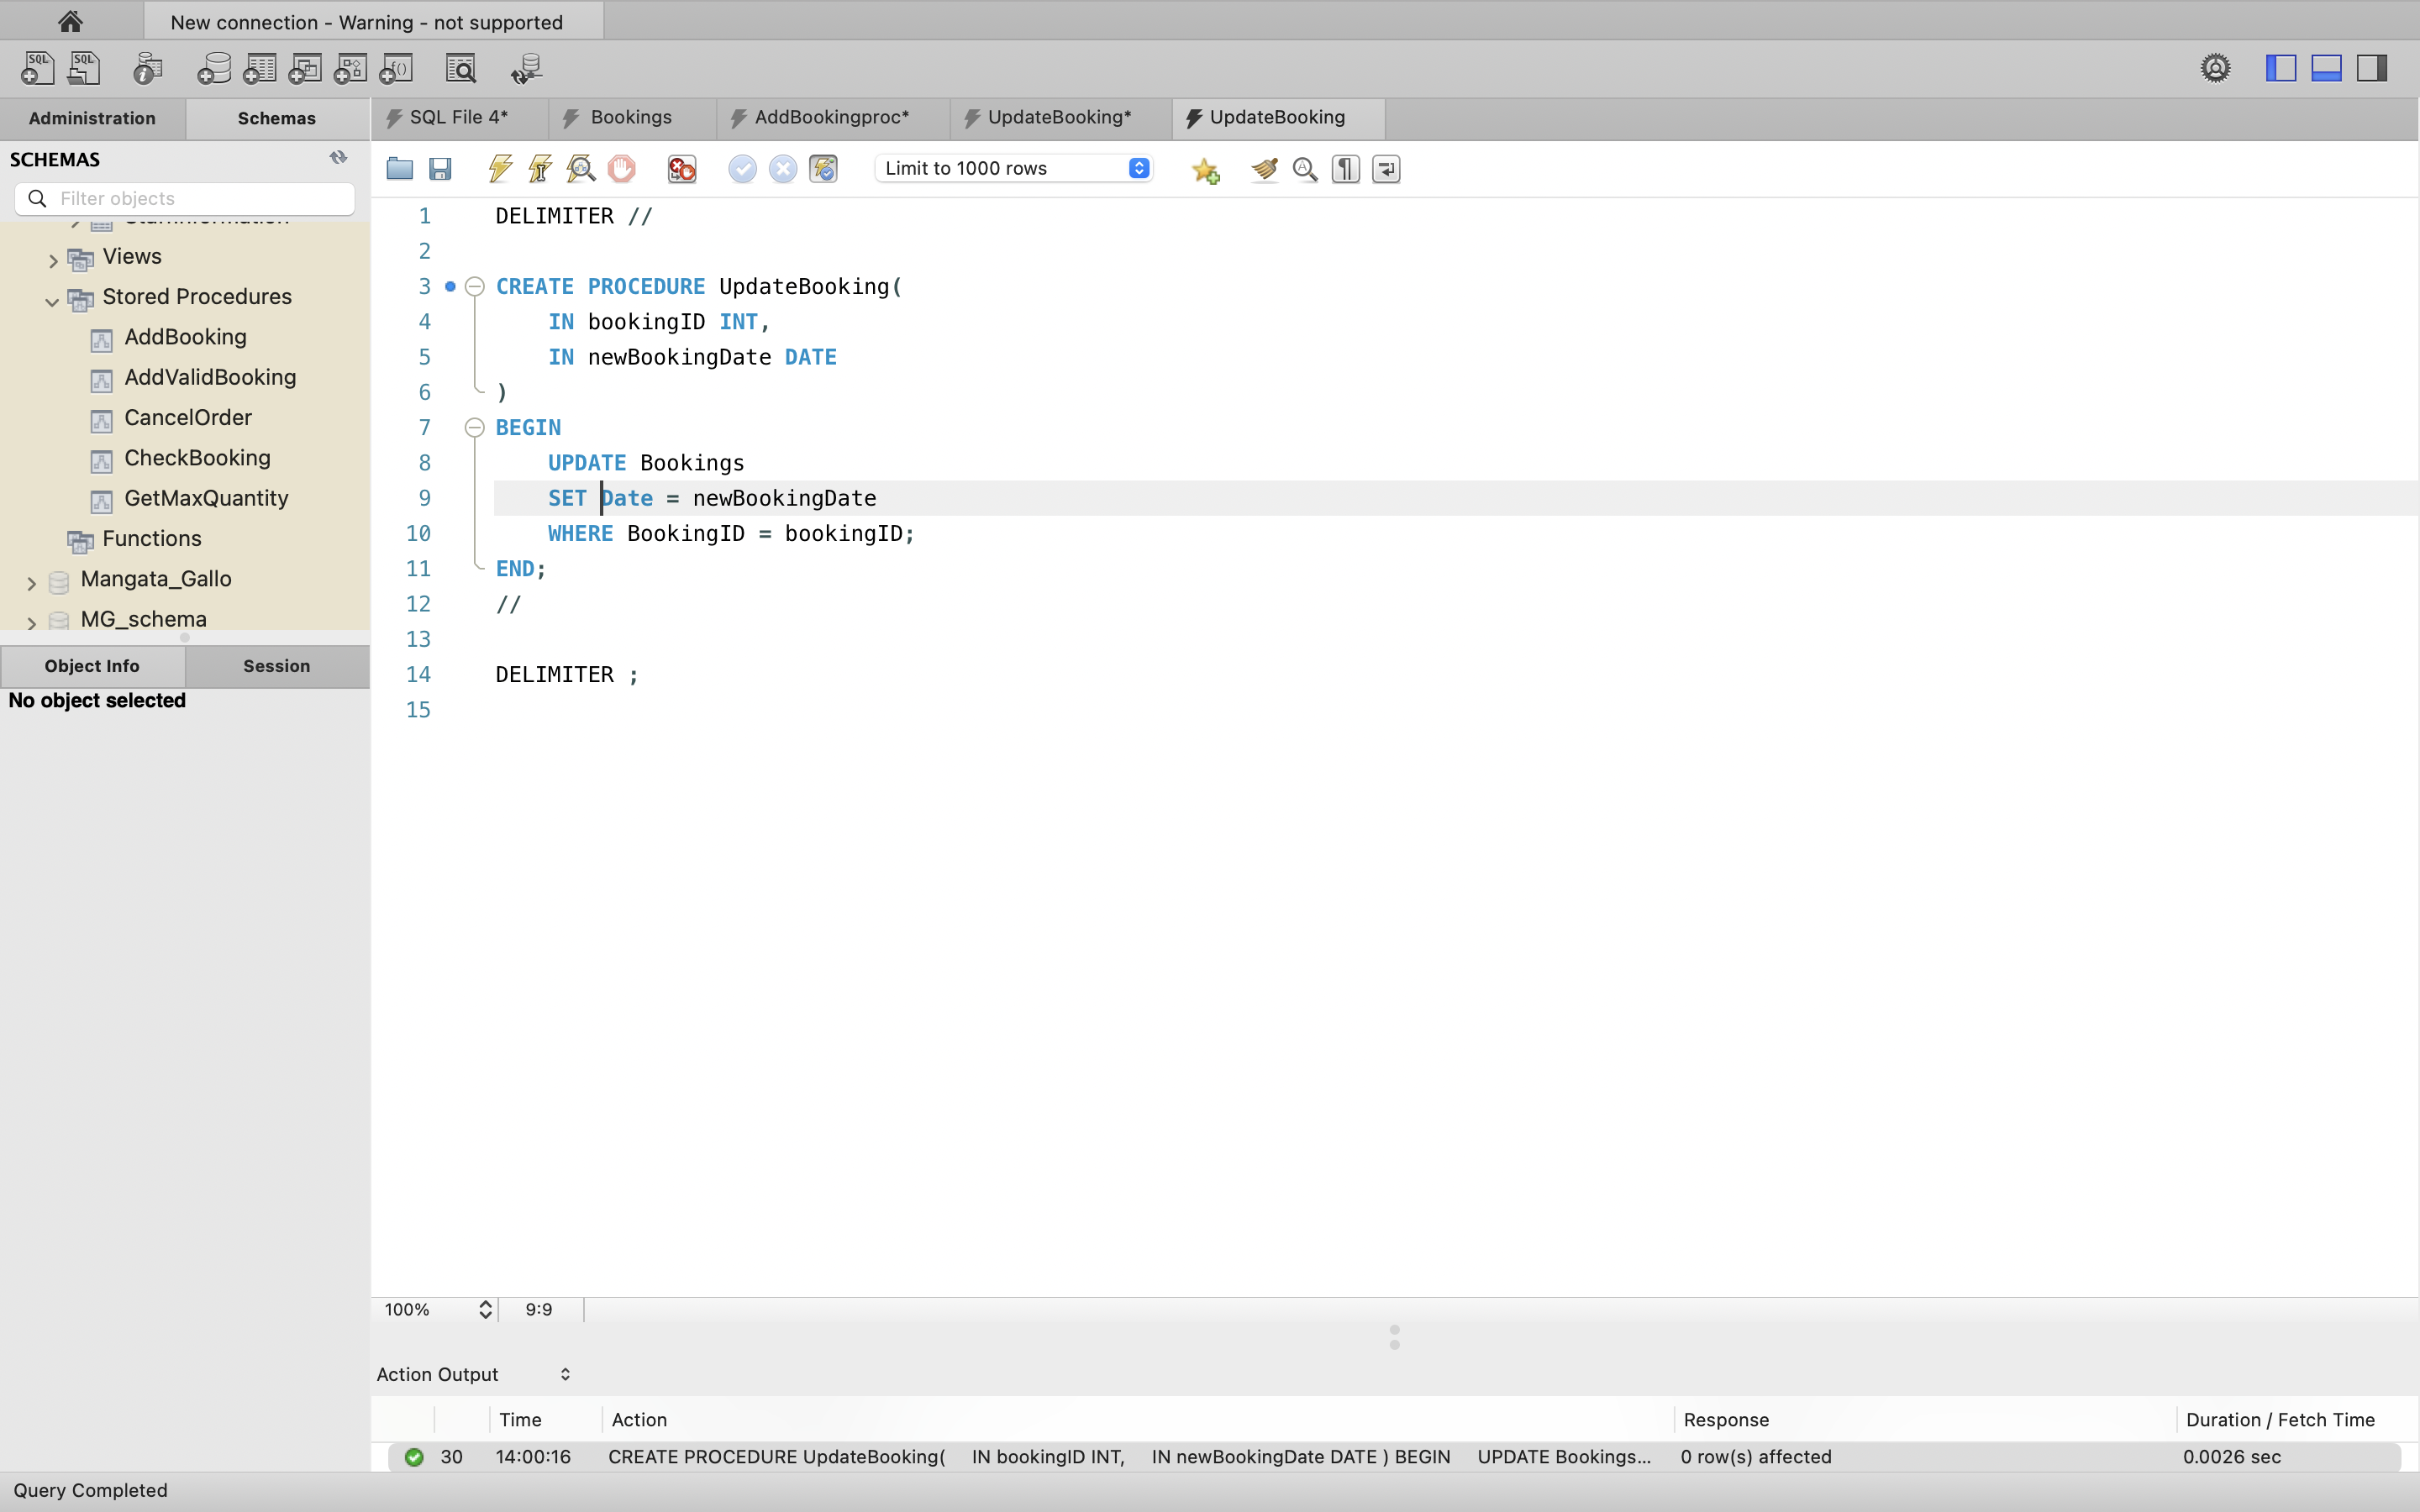 New connection - Warning - not supported
Administration
Schemas
SQL File 4*
Bookings
AddBookingproc*
UpdateBooking*
UpdateBooking
SCHEMAS
Filter objects
Limit to 1000 rows
Views
Stored Procedures
AddBooking
AddValidBooking
CancelOrder
CheckBooking
GetMaxQuantity
Functions
Mangata_Gallo
MG_schema
Object Info
Session
No object selected
1 DELIMITER //
2
3 CREATE PROCEDURE UpdateBooking(
4 IN bookingID INT,
5 IN newBookingDate DATE
6 )
7 BEGIN
8 UPDATE Bookings
9 SET Date = newBookingDate
10 WHERE BookingID = bookingID;
11 END;
12 //
13
14 DELIMITER ;
15
100% 9:9
Action Output
Time Action Response Duration / Fetch Time
30 14:00:16 CREATE PROCEDURE UpdateBooking( IN bookingID INT, IN newBookingDate DATE ) BEGIN UPDATE Bookings... 0 row(s) affected 0.0026 sec
Query Completed